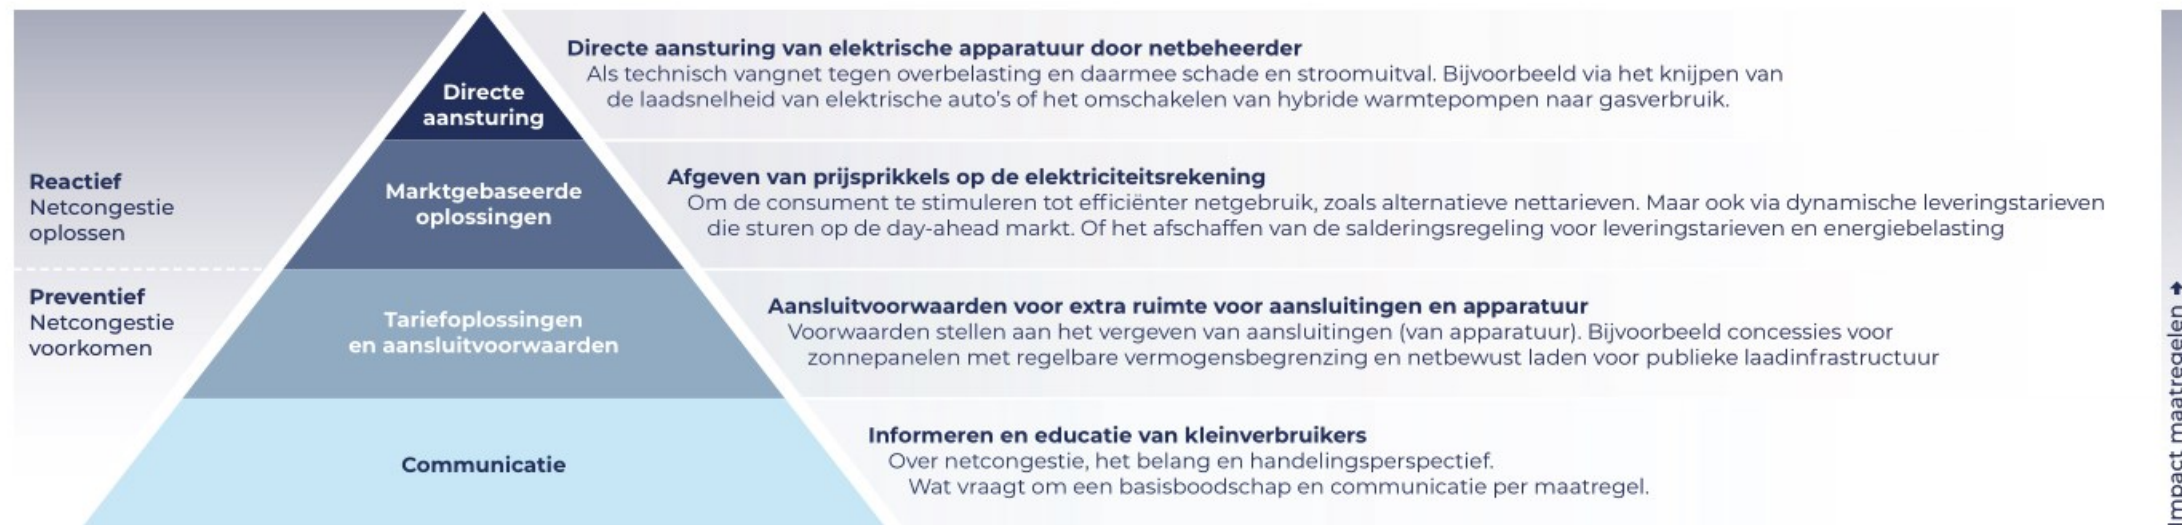 Directe aansturing van elektrische apparatuur door netbeheerder
Als technisch vangnet tegen overbelasting en daarmee schade en stroomuitval. Bijvoorbeeld via het knijpen van
de laadsnelheid van elektrische auto's of het omschakelen van hybride warmtepompen naar gasverbruik.
Directe
aansturing
Reactief
Netcongestie
oplossen
Marktgebaseerde
oplossingen
Afgeven van prijsprikkels op de elektriciteitsrekening
Om de consument te stimuleren tot efficiënter netgebruik, zoals alternatieve nettarieven. Maar ook via dynamische leveringstarieven
die sturen op de day-ahead markt. Of het afschaffen van de salderingsregeling voor leveringstarieven en energiebelasting
Preventief
Netcongestie
voorkomen
Tariefoplossingen
en aansluitvoorwaarden
Aansluitvoorwaarden voor extra ruimte voor aansluitingen en apparatuur
Voorwaarden stellen aan het vergeven van aansluitingen (van apparatuur). Bijvoorbeeld concessies voor
zonnepanelen met regelbare vermogensbegrenzing en netbewust laden voor publieke laadinfrastructuur
Communicatie
Informeren en educatie van kleinverbruikers
Over netcongestie, het belang en handelingsperspectief.
Wat vraagt om een basisboodschap en communicatie per maatregel.
mpact maatregelen →